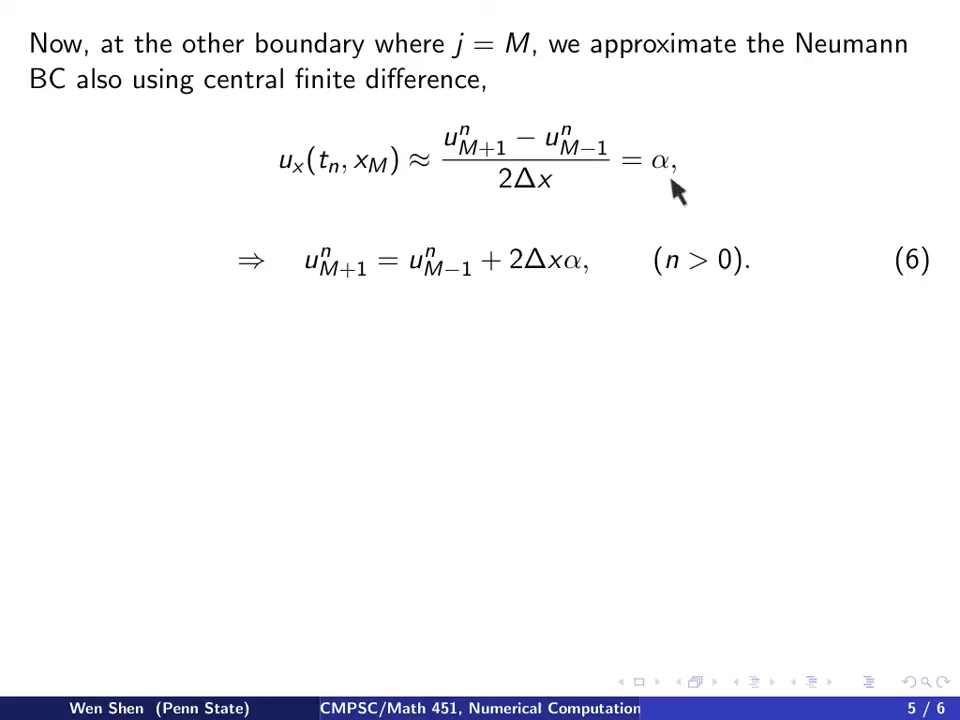 Now, at the other boundary where j = M, we approximate the Neumann
BC also using central finite difference,
u_x(t_n, x_M) ≈ \frac{u^n_{M+1} − u^n_{M−1}}{2Δx} = α,
⇒ u^n_{M+1} = u^n_{M−1} + 2Δxα, (n > 0). (6)
Wen Shen (Penn State) CMPSC/Math 451, Numerical Computation 5 / 6